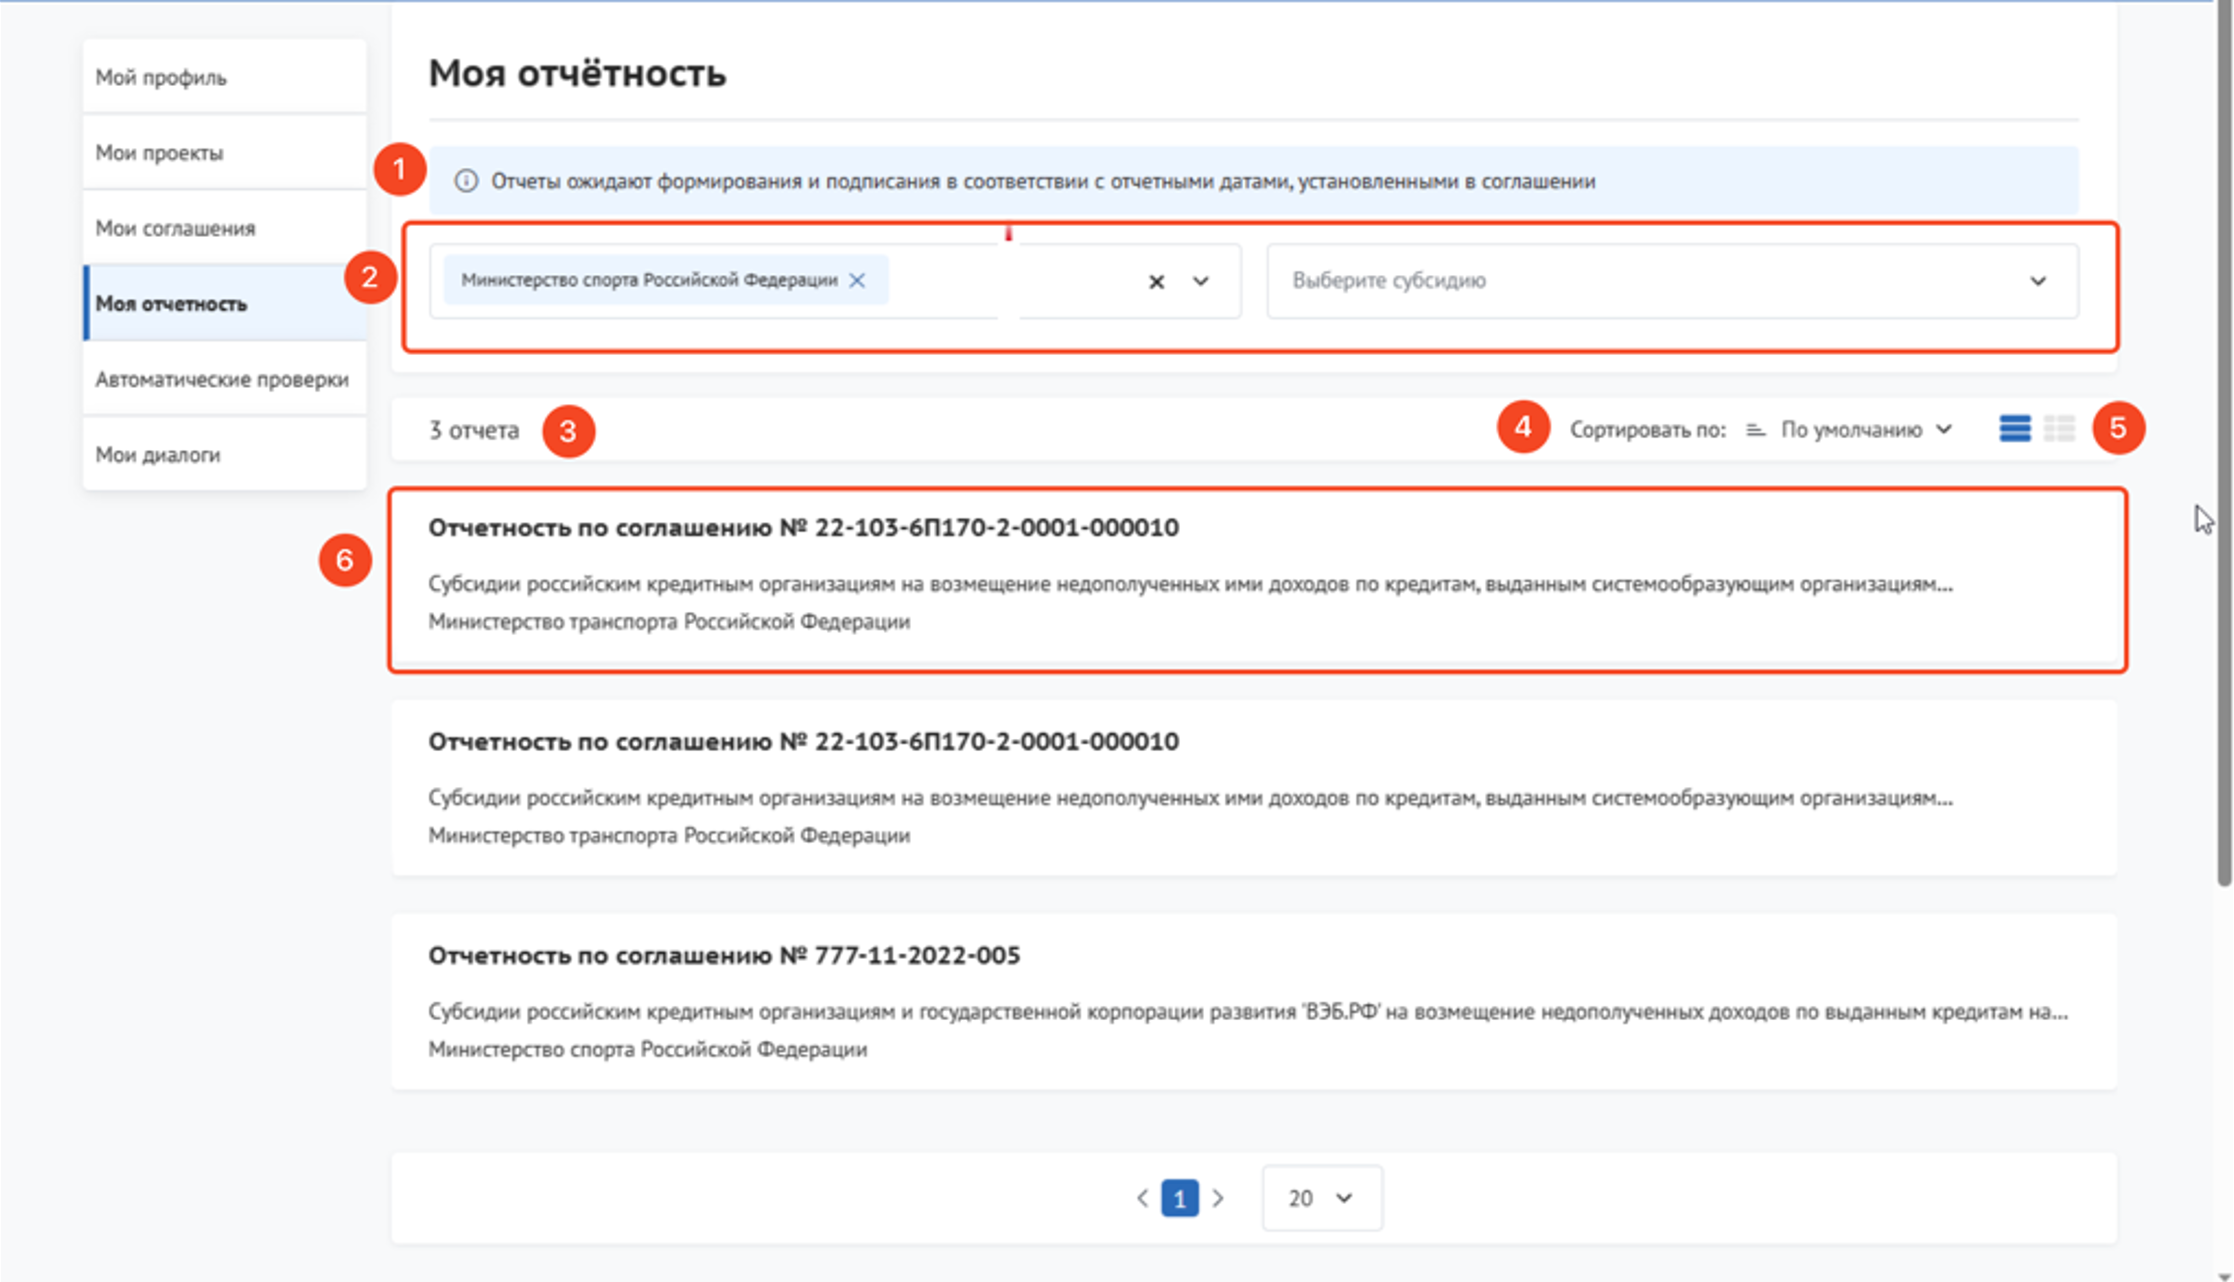 Мой профиль
Мои проекты
Мои соглашения
Моя отчетность
Автоматические проверки
Мои диалоги
Моя отчётность
1
Отчеты ожидают формирования и подписания в соответствии с отчетными датами, установленными в соглашении
2
Министерство спорта Российской Федерации
Выберите субсидию
3 отчета
3
4
Сортировать по: По умолчанию
5
6
Отчетность по соглашению № 22-103-6П170-2-0001-000010
Субсидии российским кредитным организациям на возмещение недополученных ими доходов по кредитам, выданным системообразующим организациям...
Министерство транспорта Российской Федерации
Отчетность по соглашению № 22-103-6П170-2-0001-000010
Субсидии российским кредитным организациям на возмещение недополученных ими доходов по кредитам, выданным системообразующим организациям...
Министерство транспорта Российской Федерации
Отчетность по соглашению № 777-11-2022-005
Субсидии российским кредитным организациям и государственной корпорации развития 'ВЭБ.РФ' на возмещение недополученных доходов по выданным кредитам на...
Министерство спорта Российской Федерации
1
20